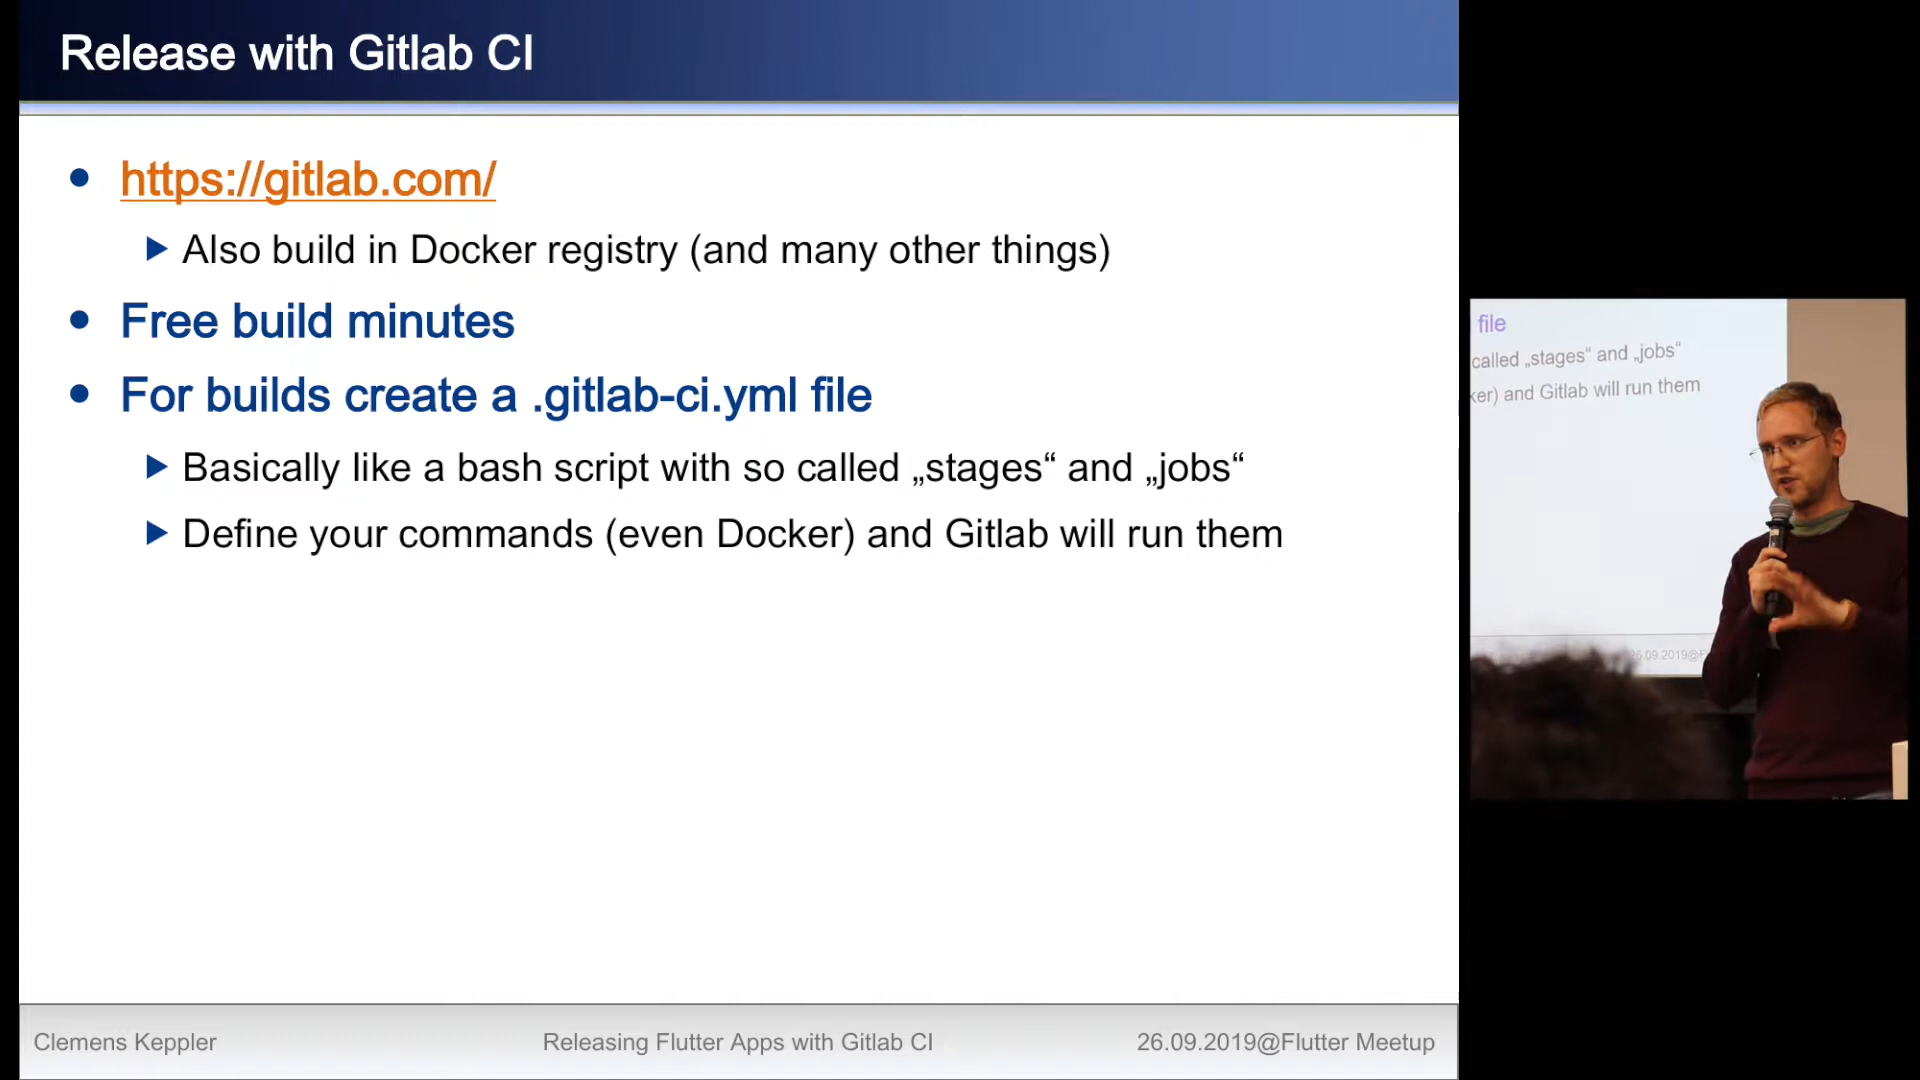 Release with Gitlab CI
https://gitlab.com/
Also build in Docker registry (and many other things)
Free build minutes
For builds create a .gitlab-ci.yml file
Basically like a bash script with so called „stages“ and „jobs“
Define your commands (even Docker) and Gitlab will run them
Clemens Keppler
Releasing Flutter Apps with Gitlab CI
26.09.2019@Flutter Meetup
file
called „stages“ and „jobs“
ker) and Gitlab will run them
26.09.2019@F